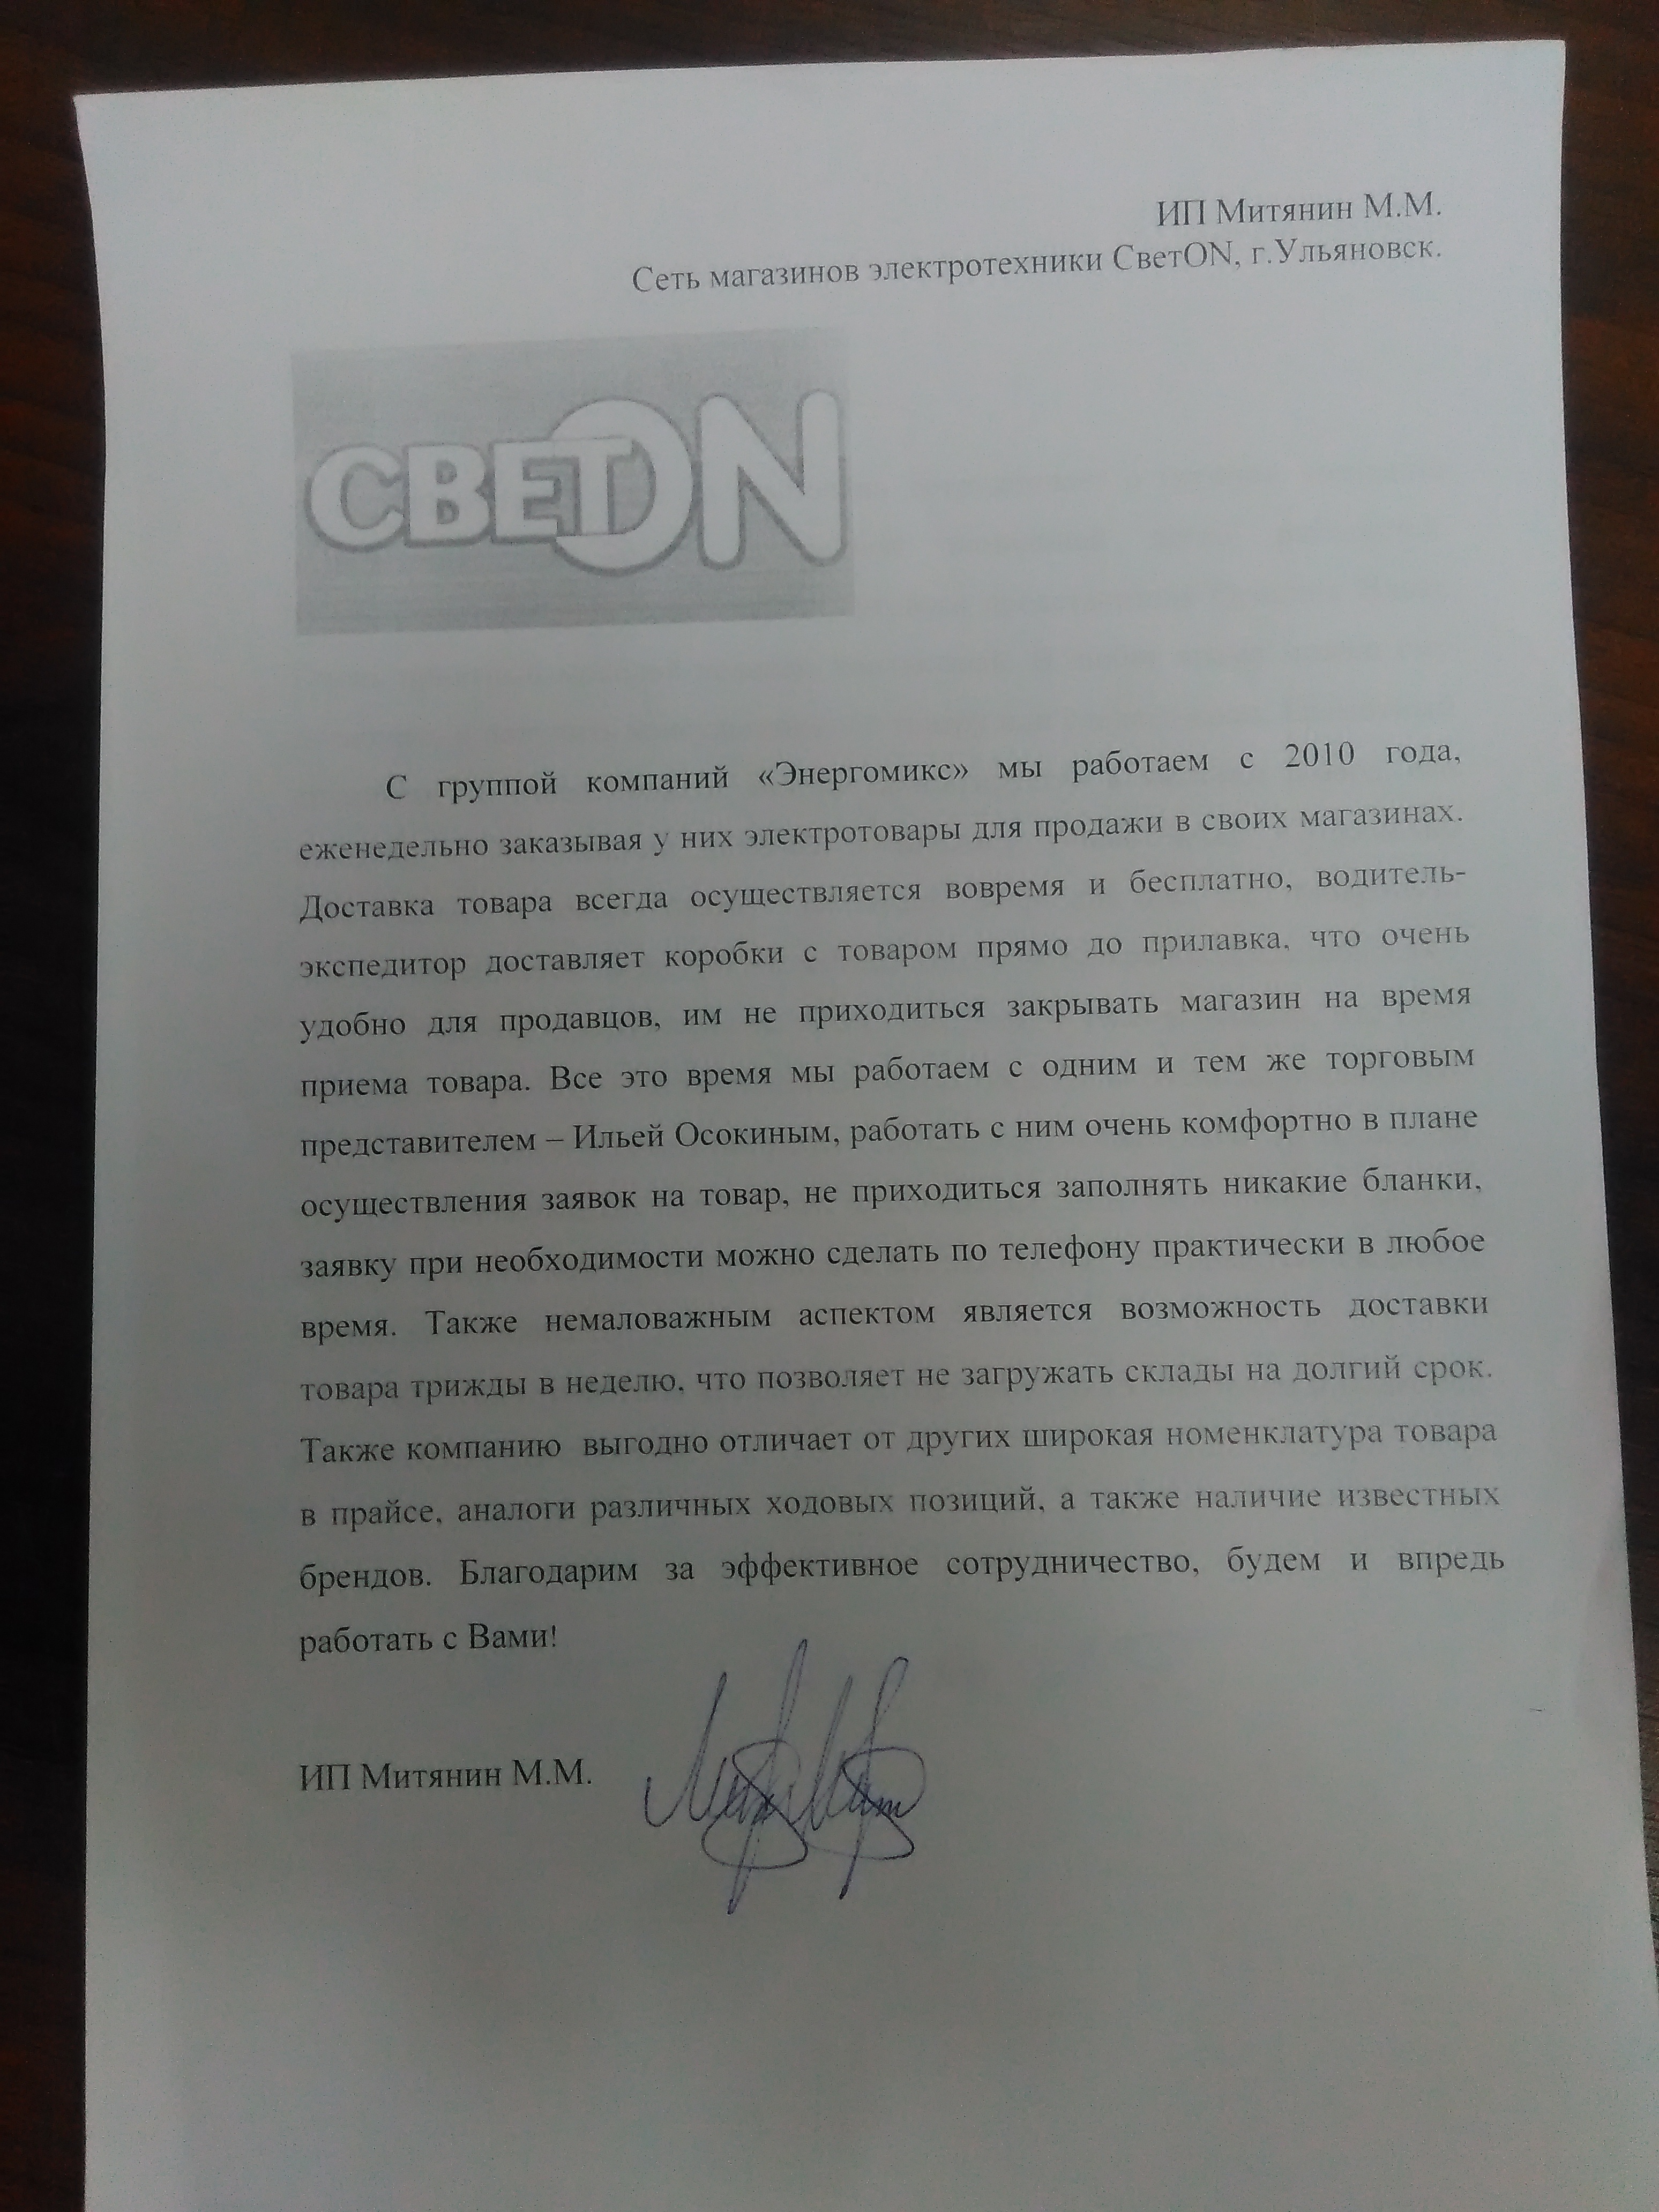 ИП Митянин М.М.
Сеть магазинов электротехники СветON, г.Ульяновск.
СВЕТON
С группой компаний «Энергомикс» мы работаем с 2010 года,
еженедельно заказывая у них электротовары для продажи в своих магазинах.
Доставка товара всегда осуществляется вовремя и бесплатно, водитель-
экспедитор доставляет коробки с товаром прямо до прилавка, что очень
удобно для продавцов, им не приходиться закрывать магазин на время
приема товара. Все это время мы работаем с одним и тем же торговым
представителем – Ильей Осокиным, работать с ним очень комфортно в плане
осуществления заявок на товар, не приходиться заполнять никакие бланки,
заявку при необходимости можно сделать по телефону практически в любое
время. Также немаловажным аспектом является возможность доставки
товара трижды в неделю, что позволяет не загружать склады на долгий срок.
Также компанию выгодно отличает от других широкая номенклатура товара
в прайсе, аналоги различных ходовых позиций, а также наличие известных
брендов. Благодарим за эффективное сотрудничество, будем и впредь
работать с Вами!
ИП Митянин М.М.